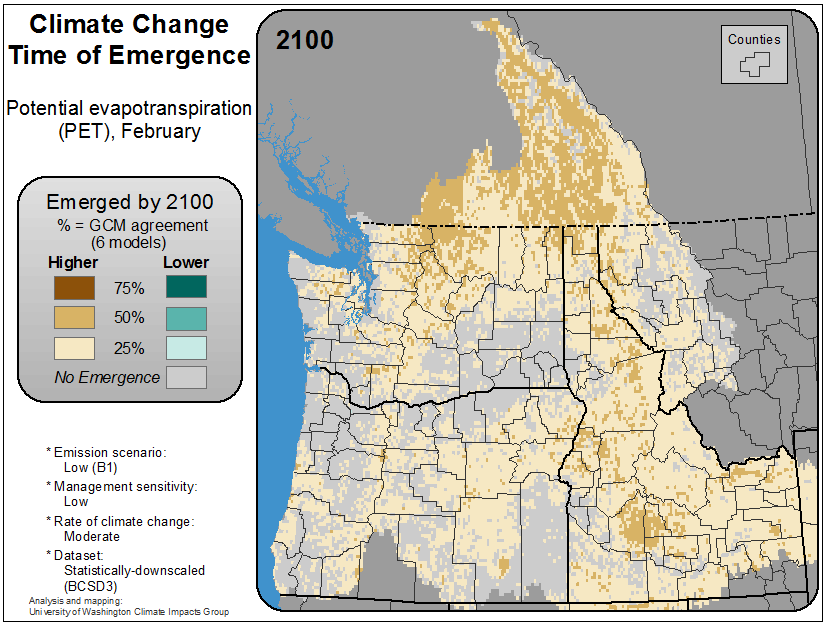 Climate Change
Time of Emergence
Potential evapotranspiration
(PET), February
Emerged by 2100
% = GCM agreement
(6 models)
Higher Lower
75%
50%
25%
No Emergence
* Emission scenario:
Low (B1)
* Management sensitivity:
Low
* Rate of climate change:
Moderate
* Dataset:
Statistically-downscaled
(BCSD3)
Analysis and mapping:
University of Washington Climate Impacts Group
2100
Counties